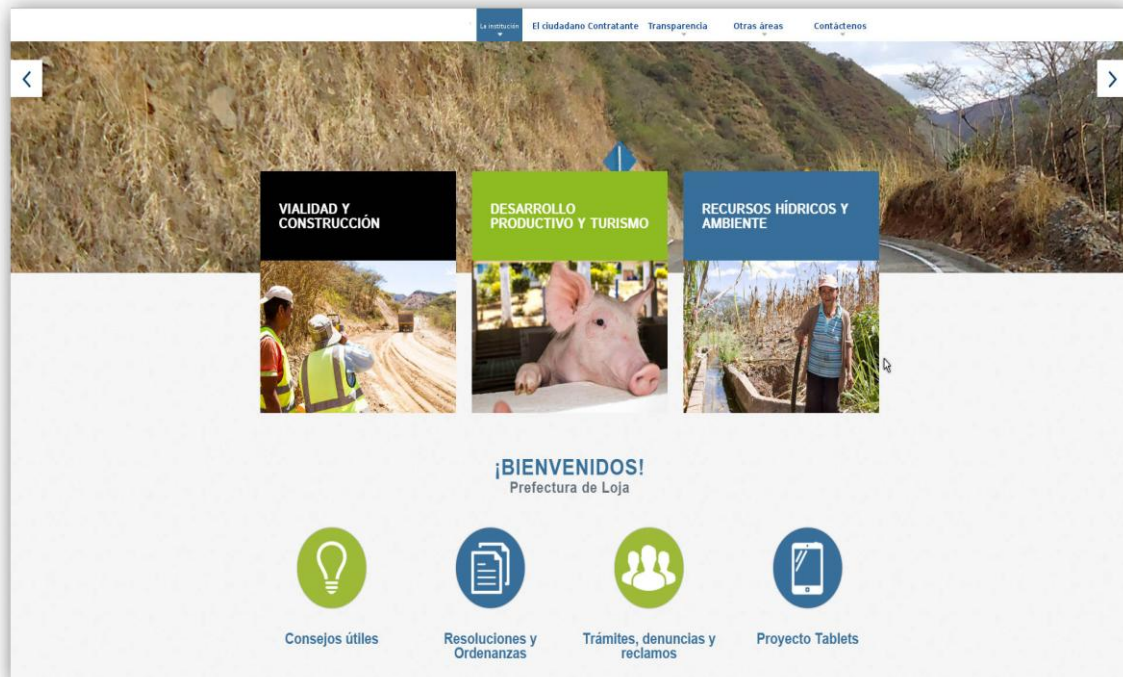 La institución
El ciudadano Contratante
Transparencia
Otras áreas
Contáctenos
VIALIDAD Y
CONSTRUCCIÓN
DESARROLLO
PRODUCTIVO Y TURISMO
RECURSOS HÍDRICOS Y
AMBIENTE
¡BIENVENIDOS!
Prefectura de Loja
Consejos útiles
Resoluciones y
Ordenanzas
Trámites, denuncias y
reclamos
Proyecto Tablets